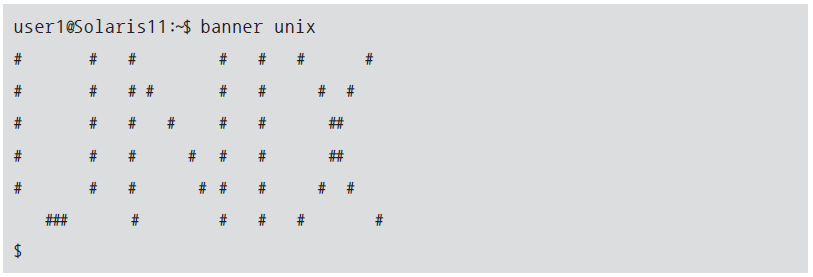 user1@Solaris11:~$ banner unix
#       #   #         #   #   #      #
#       #   # #       #   #     #  #
#       #   #   #     #   #      ##
#       #   #     #  #   #      ##
#       #   #      # #   #     #  #
   ###       #        #   #   #       #
$